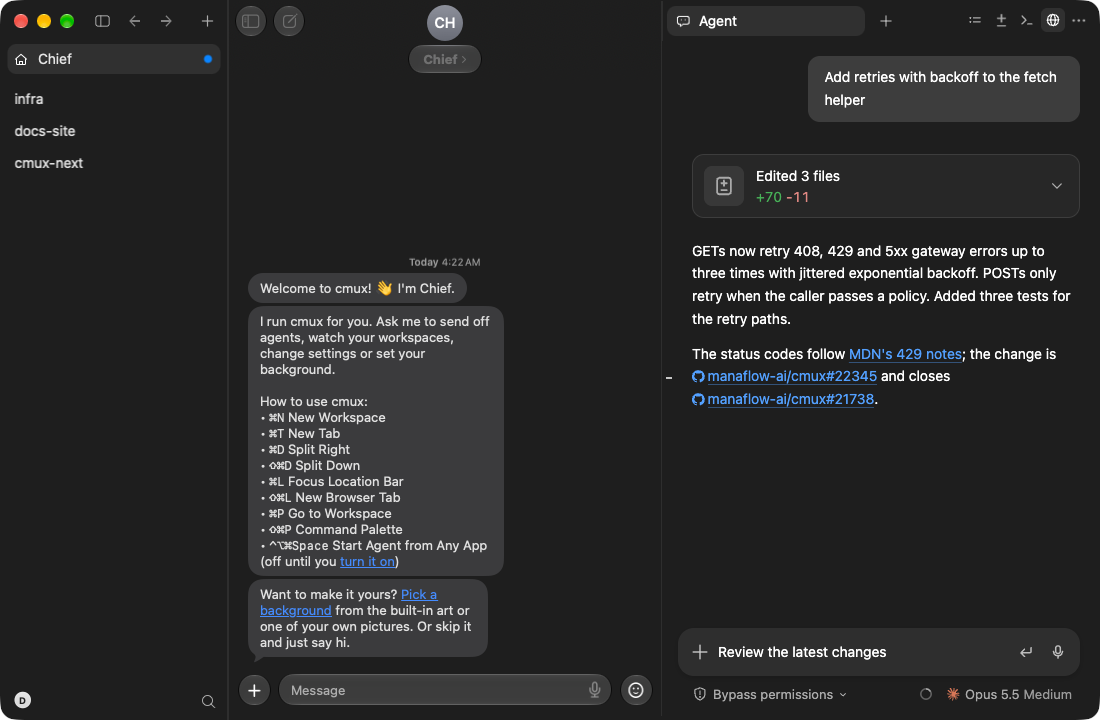 Chief
infra
docs-site
cmux-next
D
CH
Chief
Today 4:22 AM
Welcome to cmux! 👋 I'm Chief.
I run cmux for you. Ask me to send off
agents, watch your workspaces,
change settings or set your
background.
How to use cmux:
• ⌘N New Workspace
• ⌘T New Tab
• ⌘D Split Right
• ⇧⌘D Split Down
• ⌘L Focus Location Bar
• ⇧⌘L New Browser Tab
• ⌘P Go to Workspace
• ⇧⌘P Command Palette
• ^⌥⌘Space Start Agent from Any App
(off until you turn it on)
Want to make it yours? Pick a
background from the built-in art or
one of your own pictures. Or skip it
and just say hi.
Message
Agent
Add retries with backoff to the fetch
helper
Edited 3 files
+70 -11
GETs now retry 408, 429 and 5xx gateway errors up to
three times with jittered exponential backoff. POSTs only
retry when the caller passes a policy. Added three tests for
the retry paths.
The status codes follow MDN's 429 notes; the change is
manaflow-ai/cmux#22345 and closes
manaflow-ai/cmux#21738.
Review the latest changes
Bypass permissions
Opus 5.5 Medium